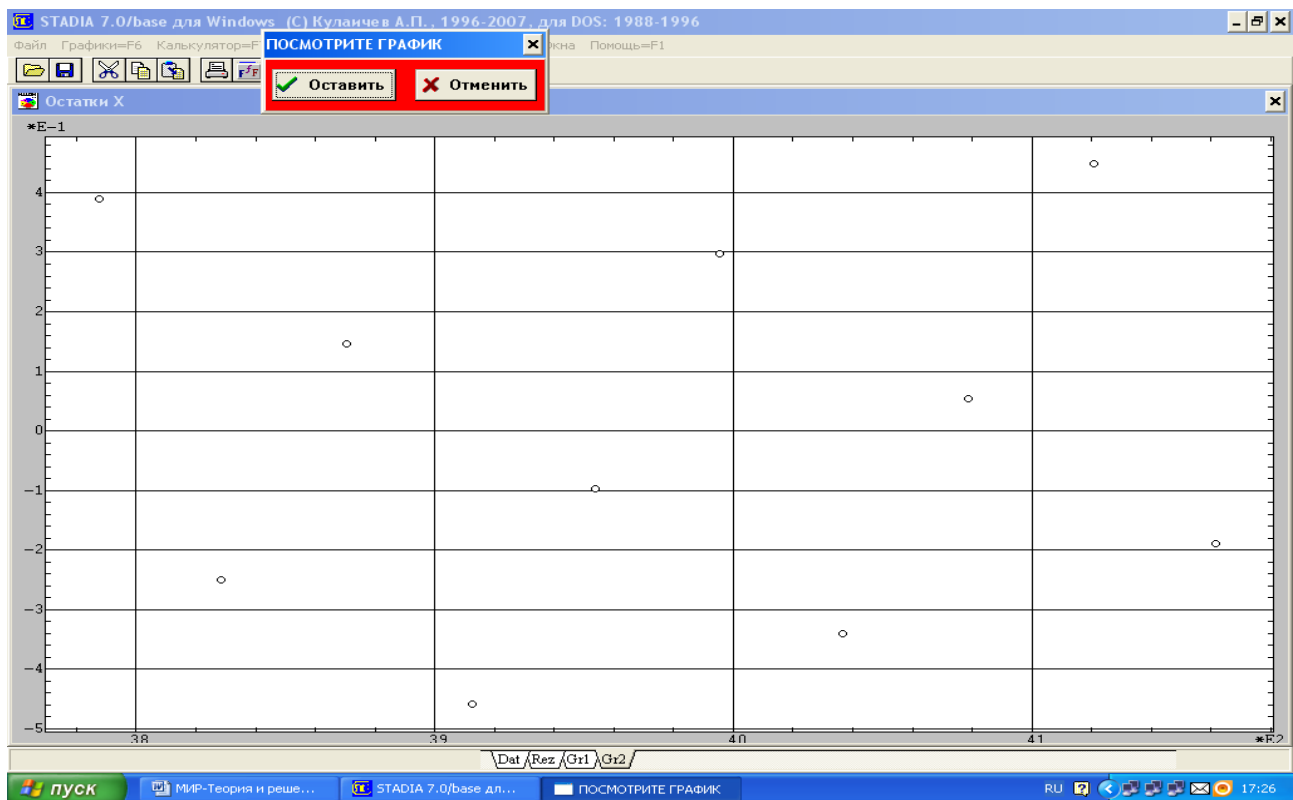 STADIA 7.0/base для Windows (C) Кулаичев А.П., 1996-2007, для DOS: 1988-1996
Файл Графики=F6 Калькулятор=F
ПОСМОТРИТЕ ГРАФИК
кна Помощь=F1
Оставить
Отменить
Остатки X
*E−1
4
3
2
1
0
−1
−2
−3
−4
−5
38 39 40 41 *E2
Dat Rez Gr1 Gr2
пуск МИР-Теория и реше... STADIA 7.0/base дл... ПОСМОТРИТЕ ГРАФИК RU 17:26